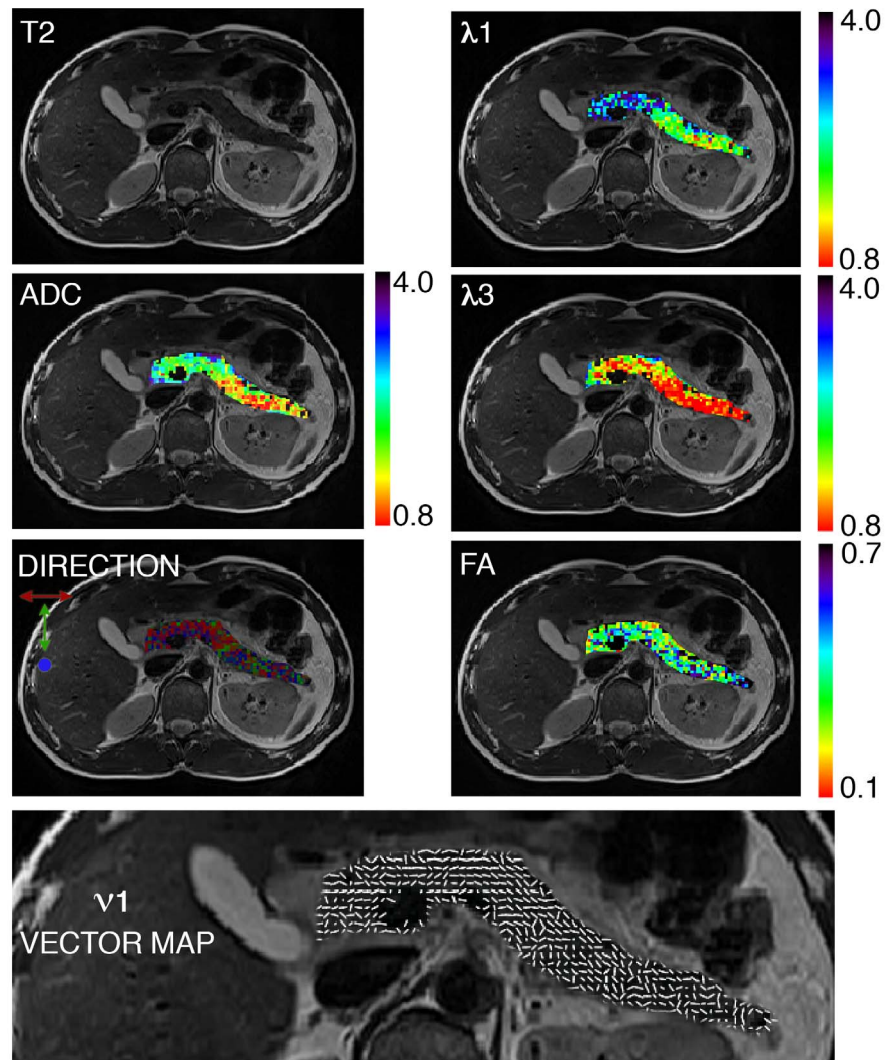 T2
λ1
4.0
0.8
ADC
4.0
0.8
λ3
4.0
0.8
DIRECTION
FA
0.7
0.1
ν1
VECTOR MAP